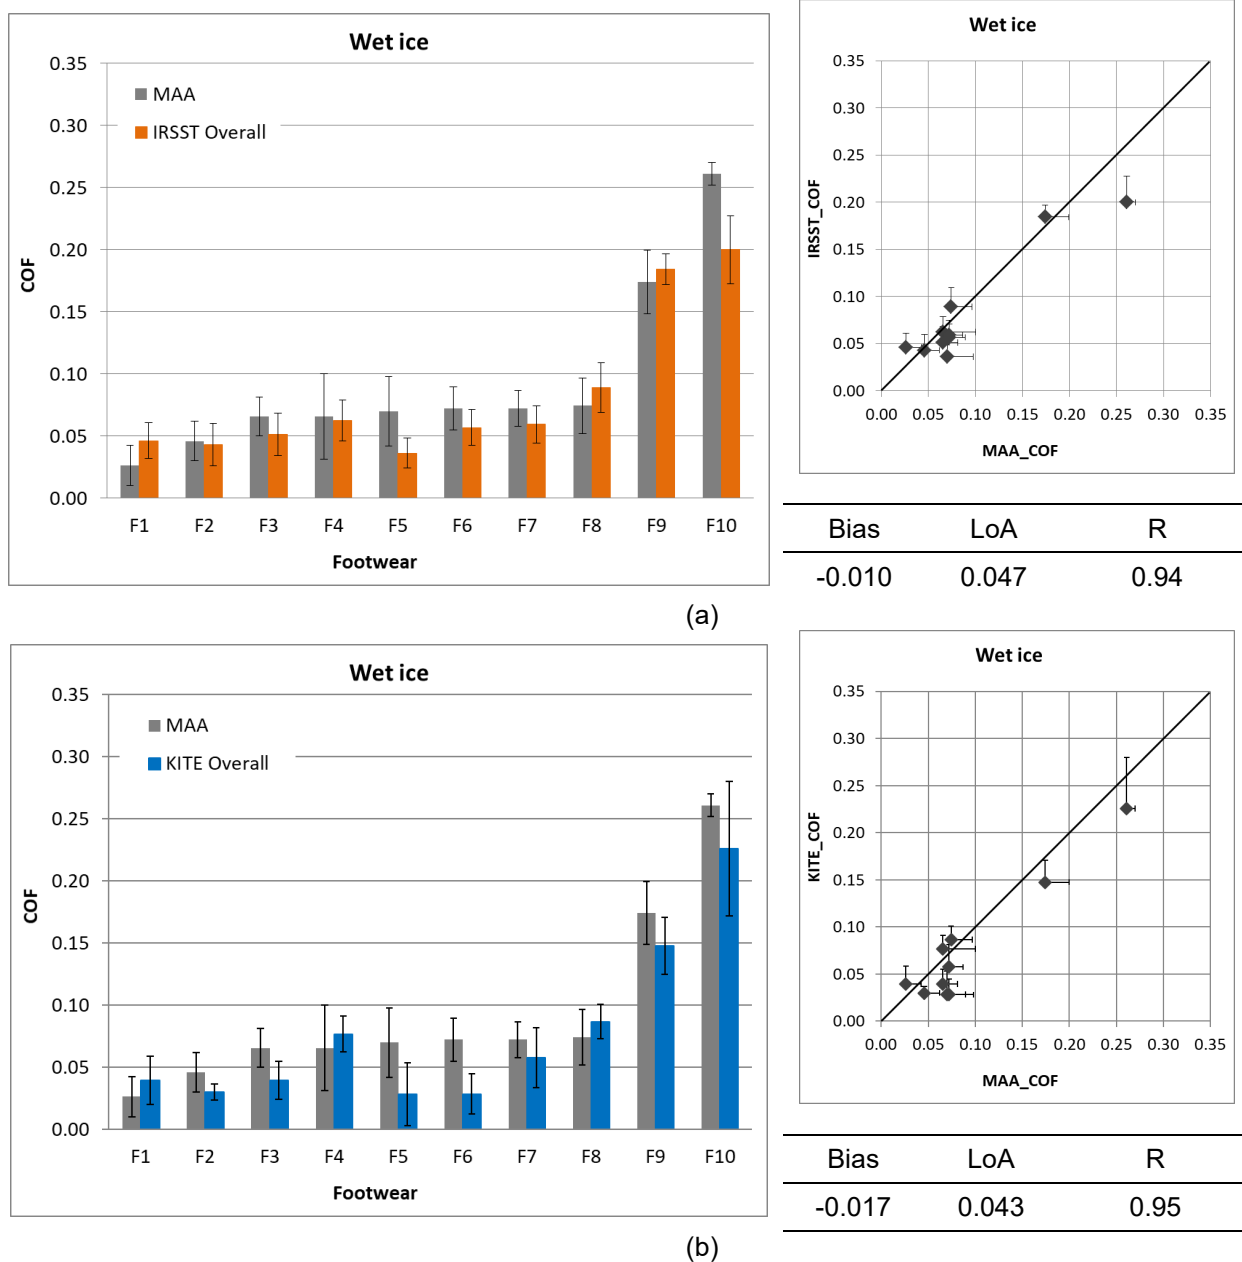 Wet ice
0.35
0.30
0.25
0.20
0.15
0.10
0.05
0.00
COF
MAA
IRSST Overall
F1 F2 F3 F4 F5 F6 F7 F8 F9 F10
Footwear
Wet ice
0.35
0.30
0.25
0.20
0.15
0.10
0.05
0.00
IRSST_COF
0.00 0.05 0.10 0.15 0.20 0.25 0.30 0.35
MAA_COF
Bias LoA R
-0.010 0.047 0.94
(a)
Wet ice
0.35
0.30
0.25
0.20
0.15
0.10
0.05
0.00
COF
MAA
KITE Overall
F1 F2 F3 F4 F5 F6 F7 F8 F9 F10
Footwear
Wet ice
0.35
0.30
0.25
0.20
0.15
0.10
0.05
0.00
KITE_COF
0.00 0.05 0.10 0.15 0.20 0.25 0.30 0.35
MAA_COF
Bias LoA R
-0.017 0.043 0.95
(b)